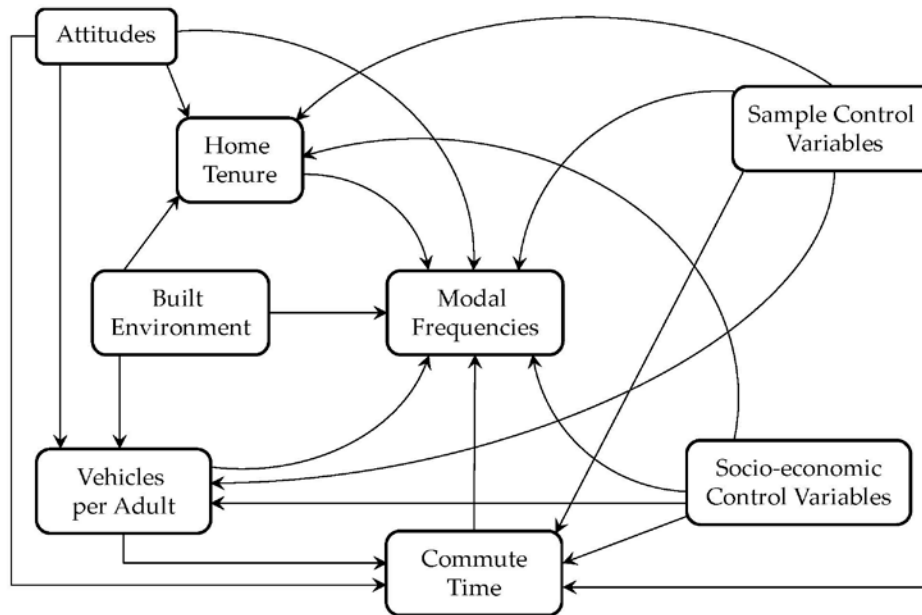 Attitudes
Sample Control
Variables
Home
Tenure
Built
Environment
Modal
Frequencies
Vehicles
per Adult
Socio-economic
Control Variables
Commute
Time